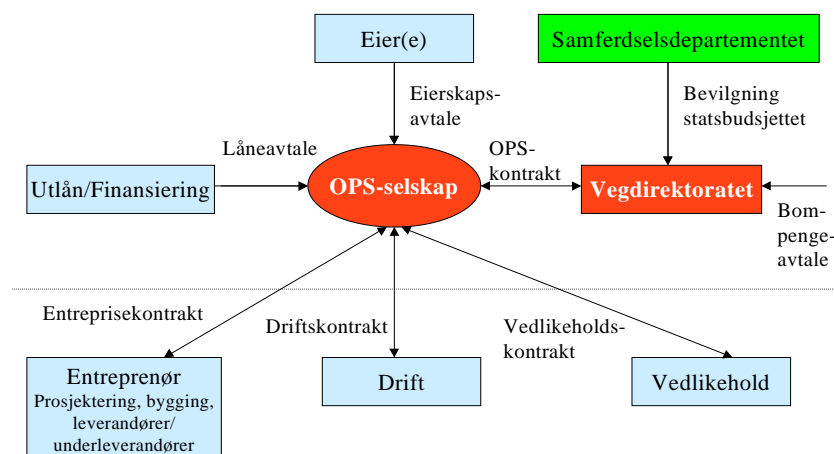 Eier(e)
Samferdselsdepartementet
Eierskaps-
avtale
Bevilgning
statsbudsjettet
Låneavtale
OPS-
kontrakt
Utlån/Finansiering
OPS-selskap
Vegdirektoratet
Bom-
penge-
avtale
Entreprisekontrakt
Driftskontrakt
Vedlikeholds-
kontrakt
Entreprenør
Prosjektering, bygging,
leverandører/
underleverandører
Drift
Vedlikehold